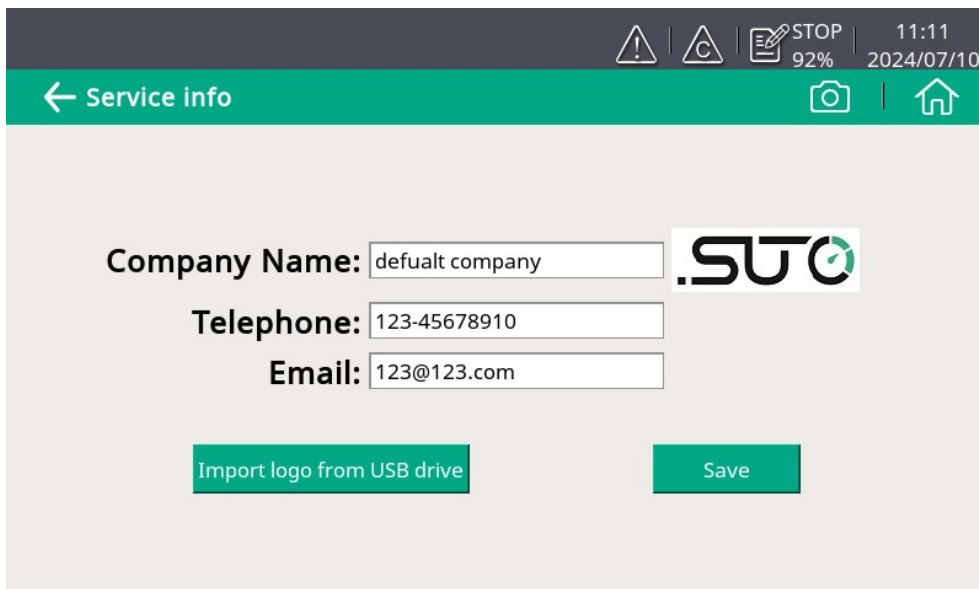 C
STOP
92%
11:11
2024/07/10
Service info
Company Name: defualt company
.SUTO
Telephone: 123-45678910
Email: 123@123.com
Import logo from USB drive
Save